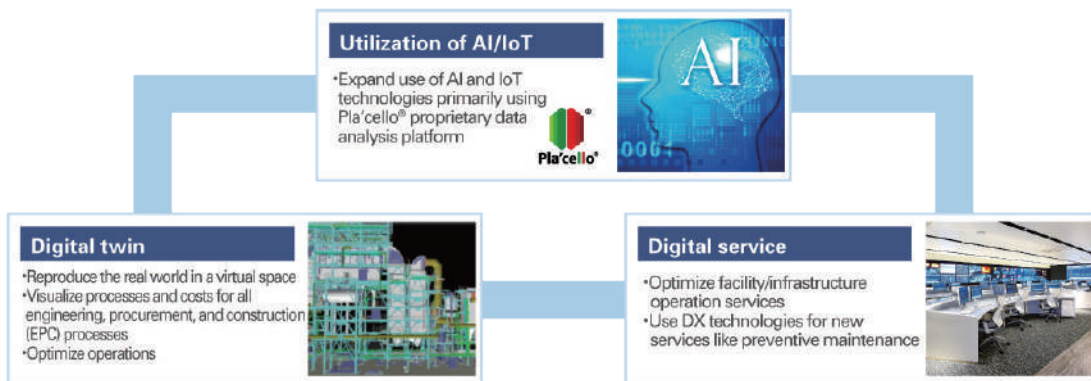 Utilization of AI/IoT
•Expand use of AI and IoT
technologies primarily using
Pla'cello® proprietary data
analysis platform
®
Pla'cello®
AI
0001
Digital twin
•Reproduce the real world in a virtual space
•Visualize processes and costs for all
engineering, procurement, and construction
(EPC) processes
•Optimize operations
Digital service
•Optimize facility/infrastructure
operation services
•Use DX technologies for new
services like preventive maintenance